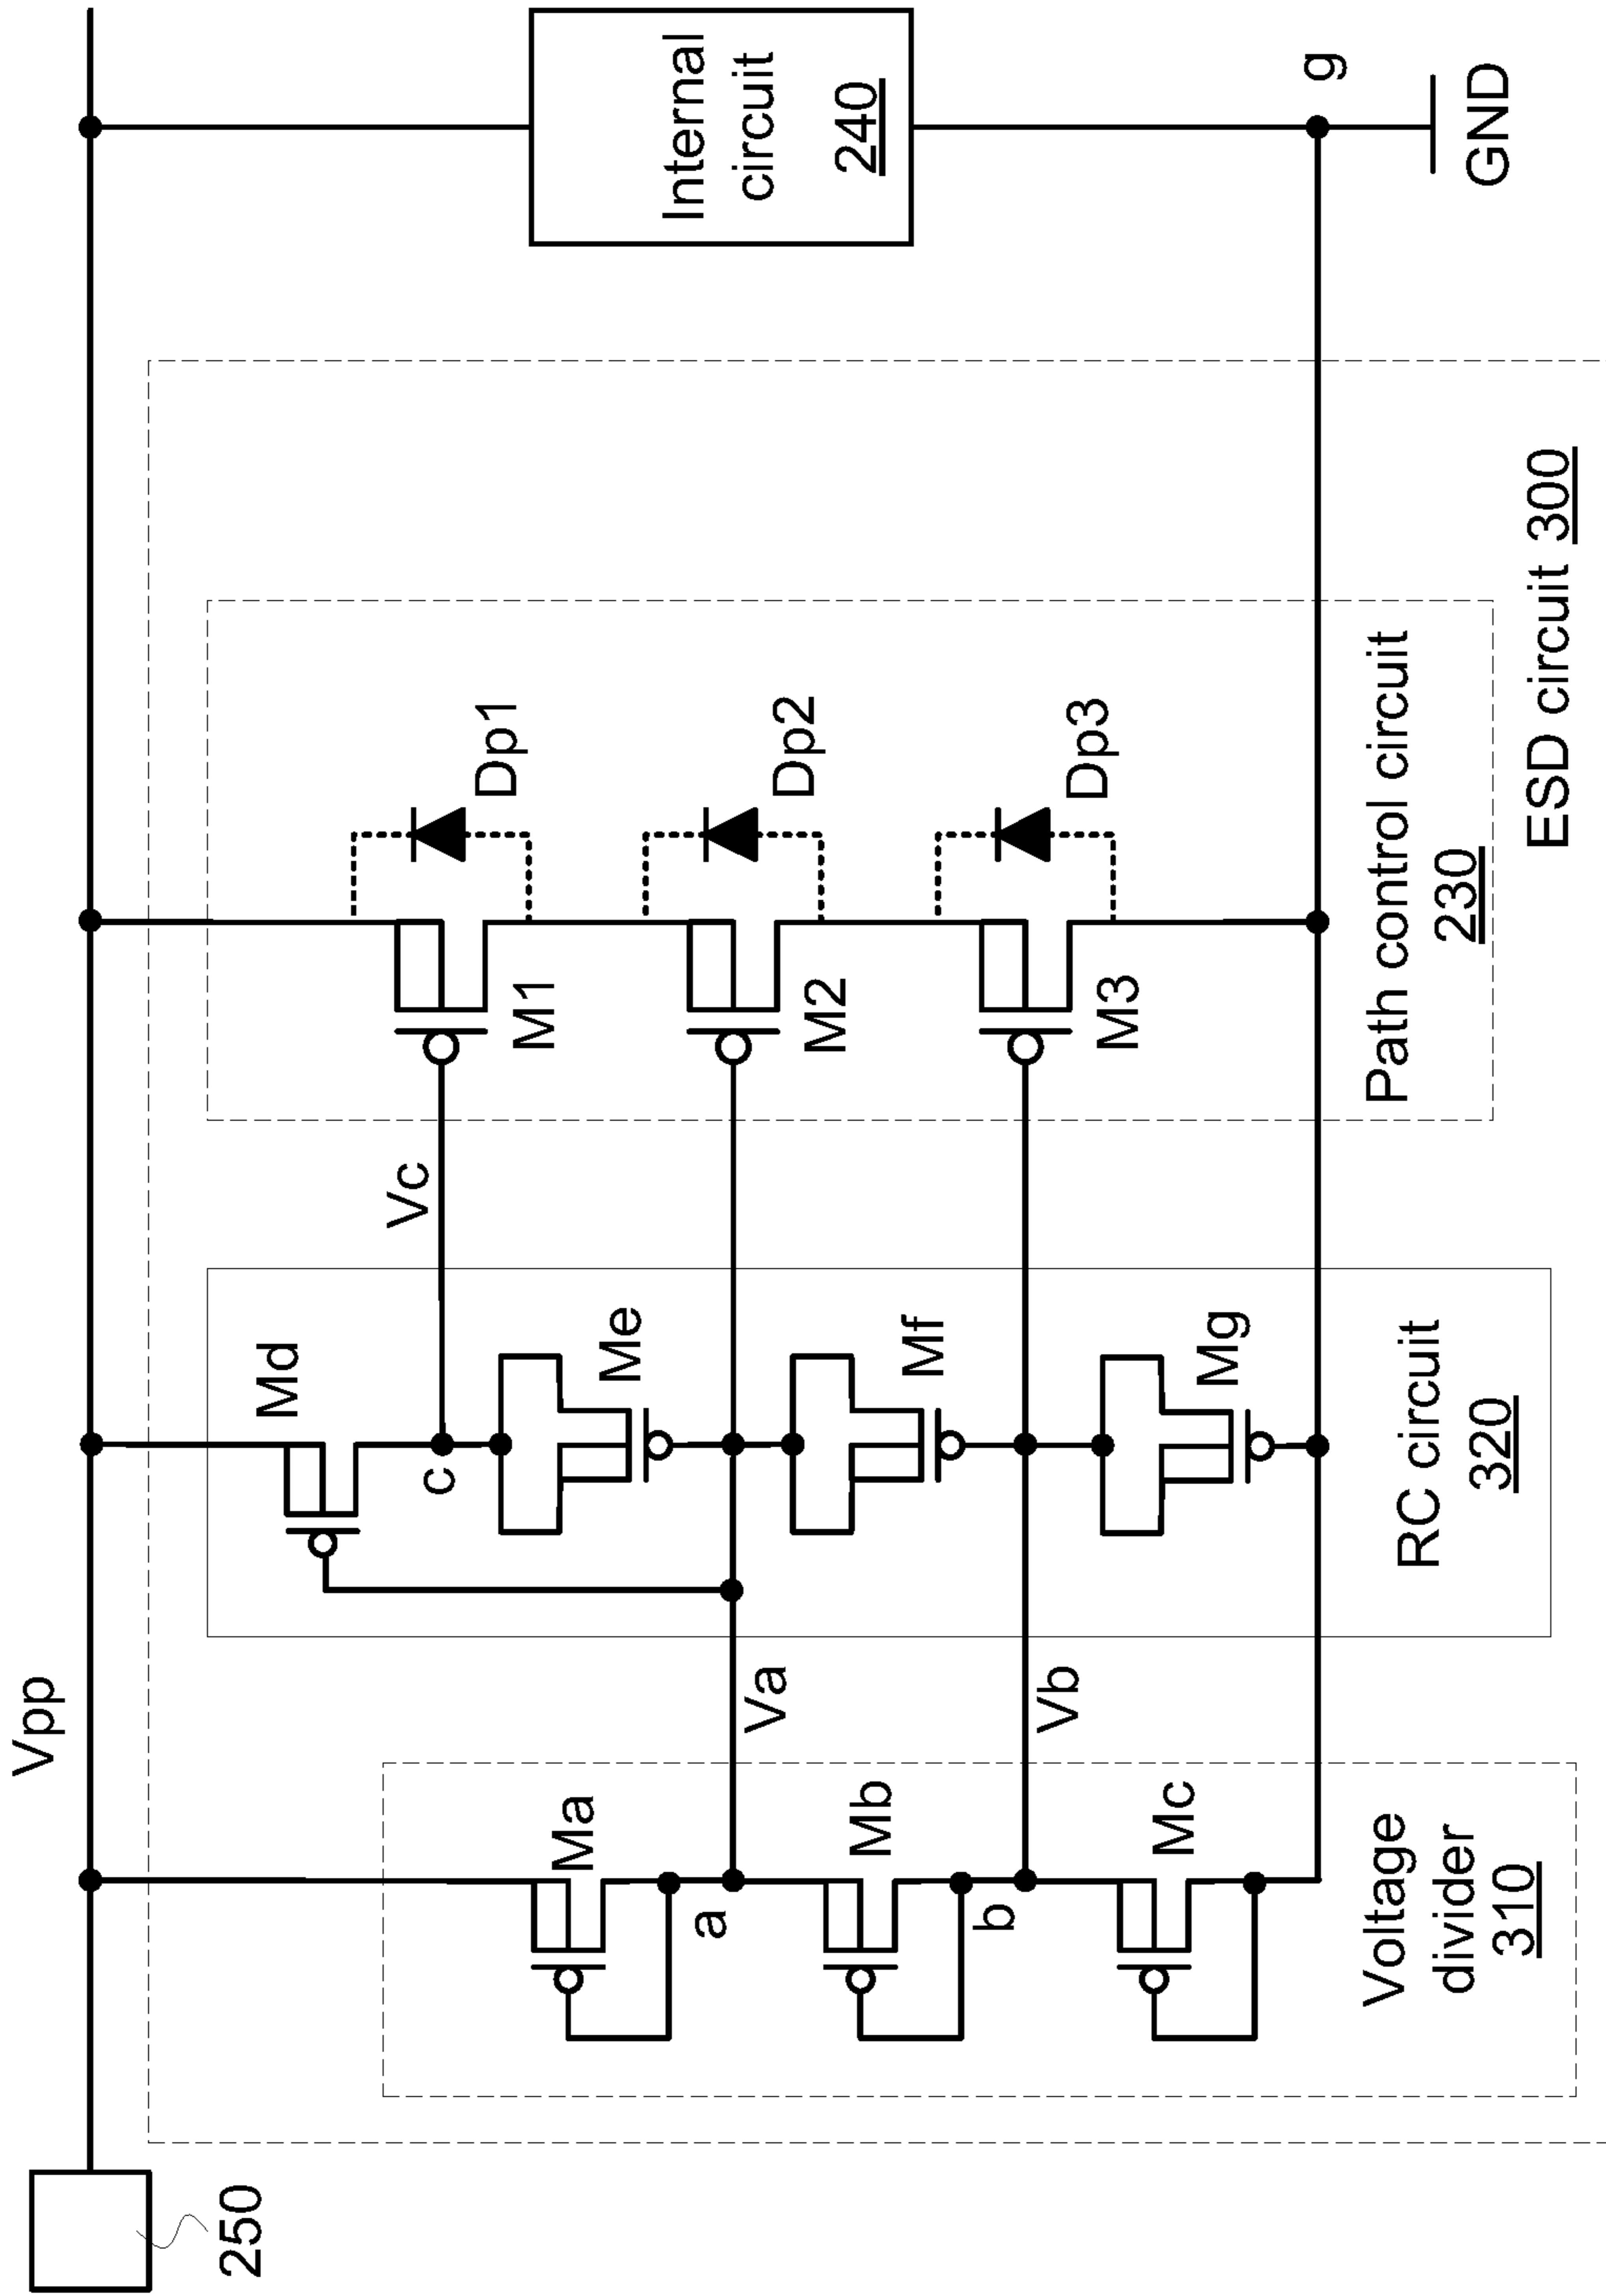 Vpp
250
Ma
a
Va
Mb
b
Vb
Mc
Voltage
divider
310
Md
c
Vc
Me
Mf
Mg
RC circuit
320
M1
Dp1
M2
Dp2
M3
Dp3
Path control circuit
230
ESD circuit 300
Internal
circuit
240
g
GND